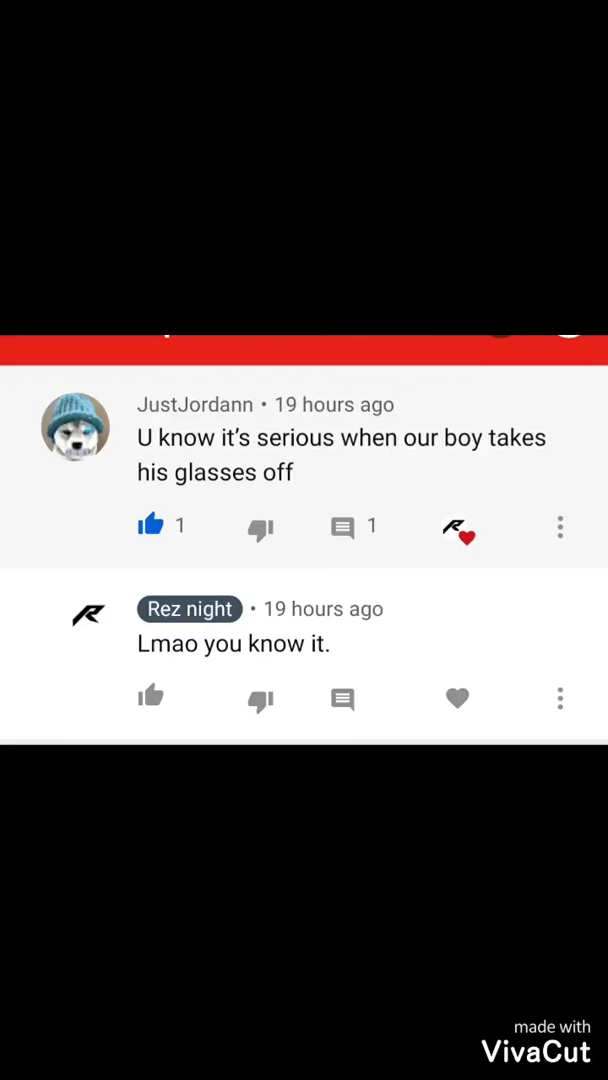 JustJordann • 19 hours ago
U know it's serious when our boy takes
his glasses off
1
1
Rez night • 19 hours ago
Lmao you know it.
made with
VivaCut